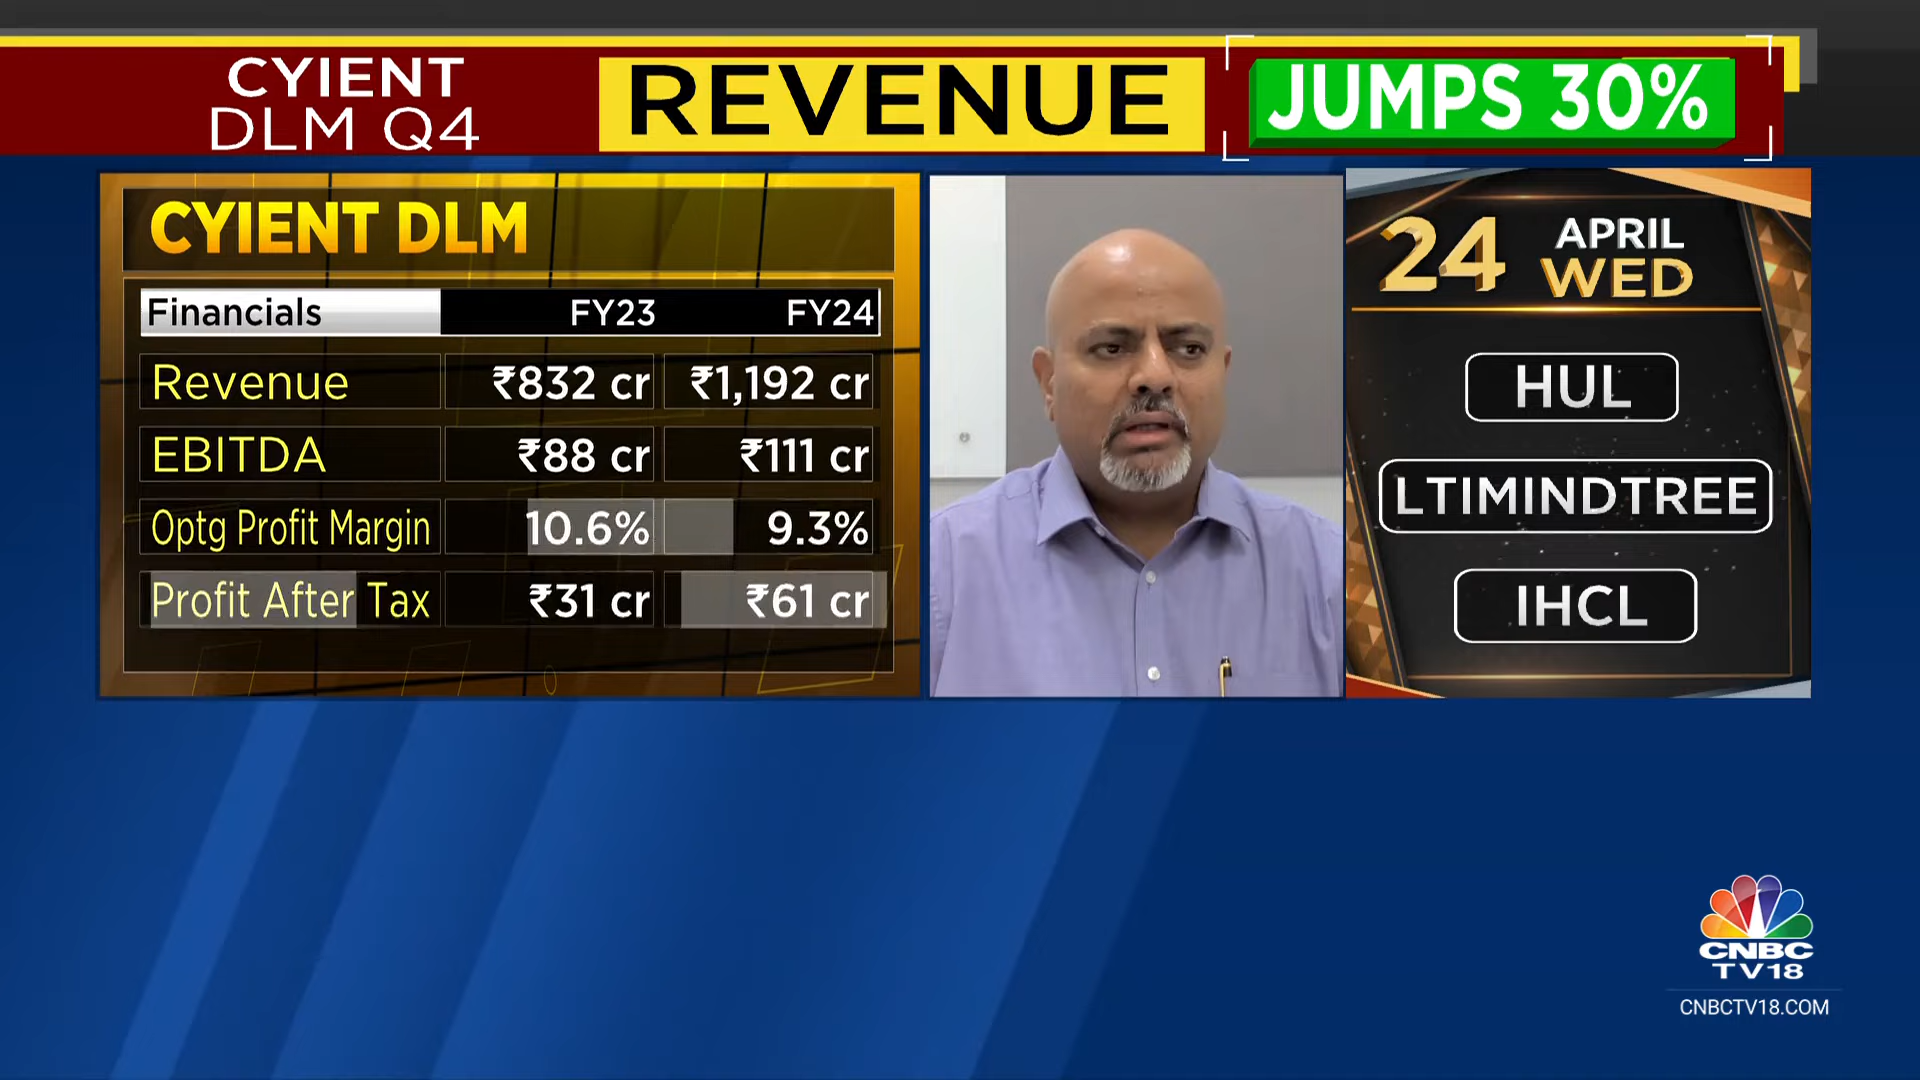 CYIENT
DLM Q4
REVENUE
JUMPS 30%
CYIENT DLM
Financials FY23 FY24
Revenue ₹832 cr ₹1,192 cr
EBITDA ₹88 cr ₹111 cr
Optg Profit Margin 10.6% 9.3%
Profit After Tax ₹31 cr ₹61 cr
24 APRIL
WED
HUL
LTIMINDTREE
IHCL
CNBC
TV18
CNBCTV18.COM